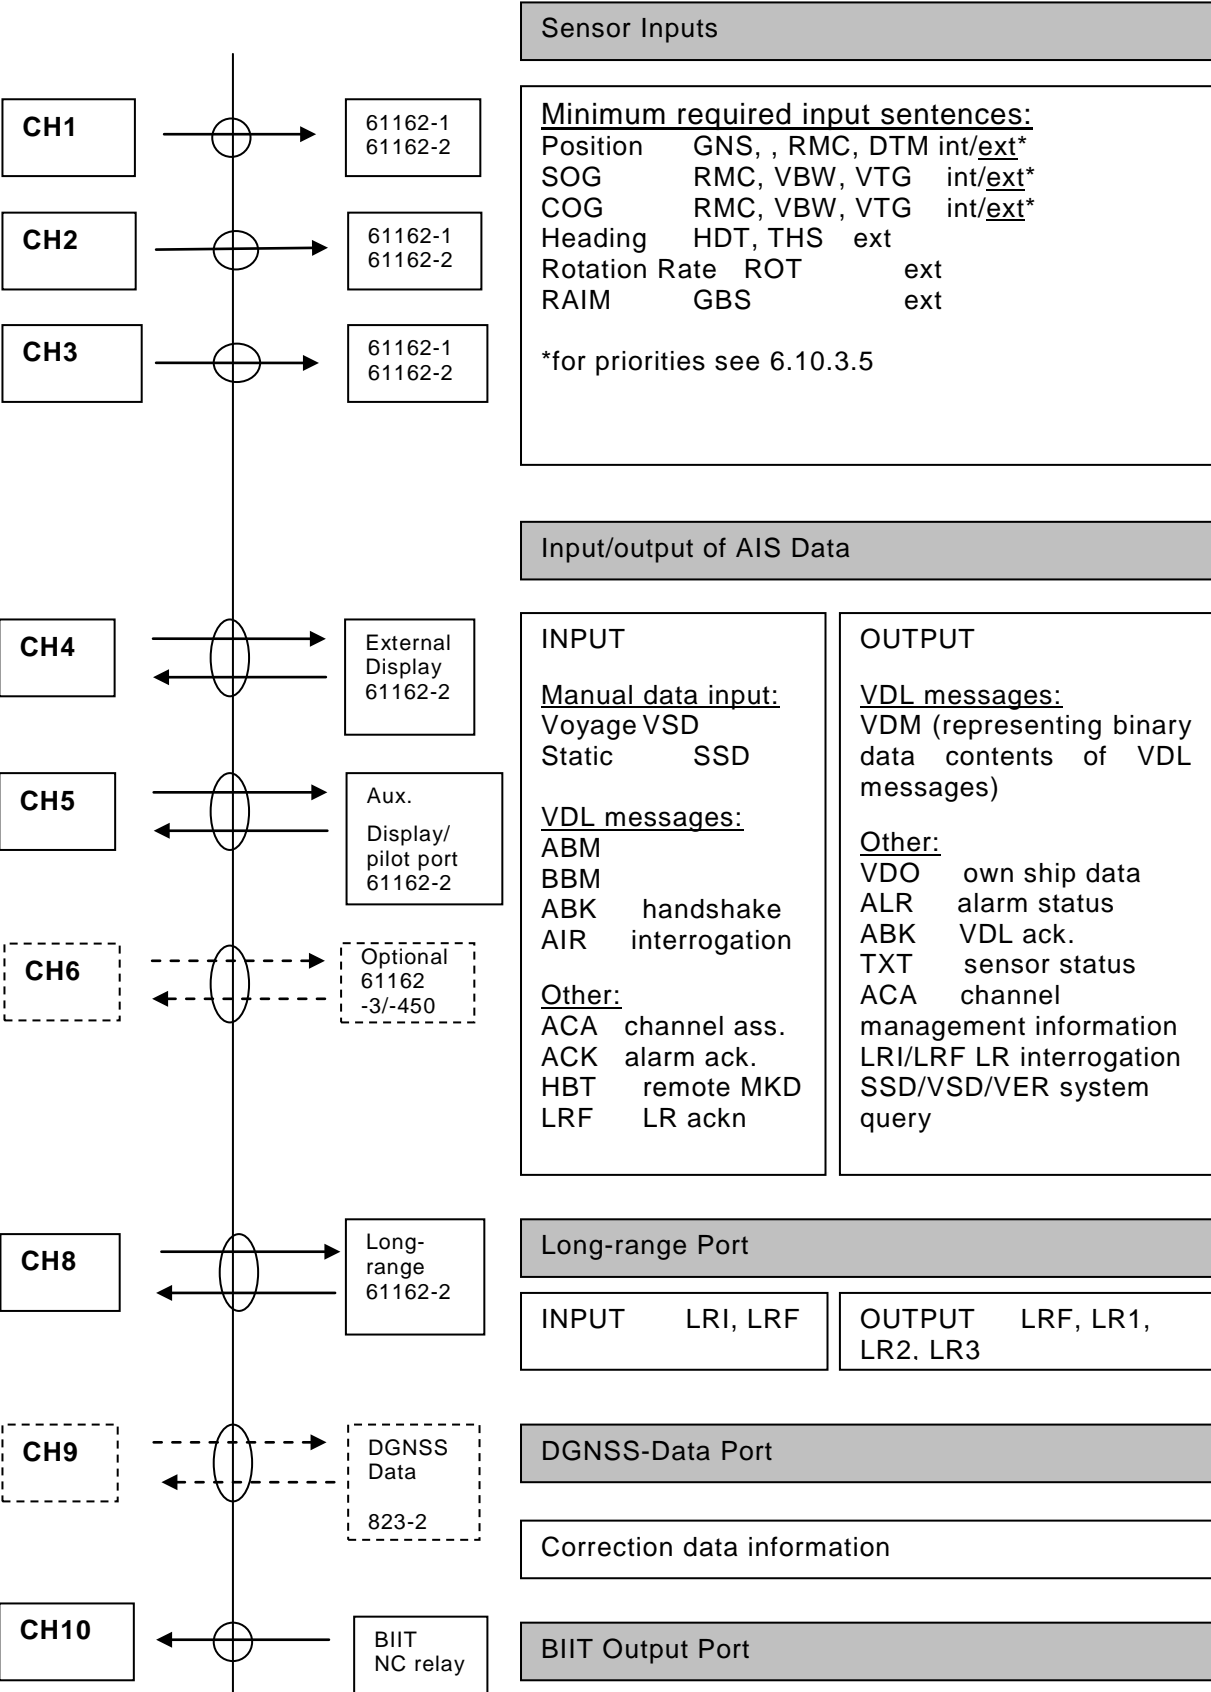 Sensor Inputs
CH1
61162-1
61162-2
CH2
61162-1
61162-2
CH3
61162-1
61162-2
Minimum required input sentences:
Position GNS, , RMC, DTM int/ext*
SOG RMC, VBW, VTG int/ext*
COG RMC, VBW, VTG int/ext*
Heading HDT, THS ext
Rotation Rate ROT ext
RAIM GBS ext
*for priorities see 6.10.3.5
Input/output of AIS Data
CH4
External
Display
61162-2
CH5
Aux.
Display/
pilot port
61162-2
CH6
Optional
61162
-3/-450
INPUT
Manual data input:
Voyage VSD
Static SSD
VDL messages:
ABM
BBM
ABK handshake
AIR interrogation
Other:
ACA channel ass.
ACK alarm ack.
HBT remote MKD
LRF LR ackn
OUTPUT
VDL messages:
VDM (representing binary
data contents of VDL
messages)
Other:
VDO own ship data
ALR alarm status
ABK VDL ack.
TXT sensor status
ACA channel
management information
LRI/LRF LR interrogation
SSD/VSD/VER system
query
CH8
Long-
range
61162-2
Long-range Port
INPUT LRI, LRF
OUTPUT LRF, LR1,
LR2, LR3
CH9
DGNSS
Data
823-2
DGNSS-Data Port
Correction data information
CH10
BIIT
NC relay
BIIT Output Port